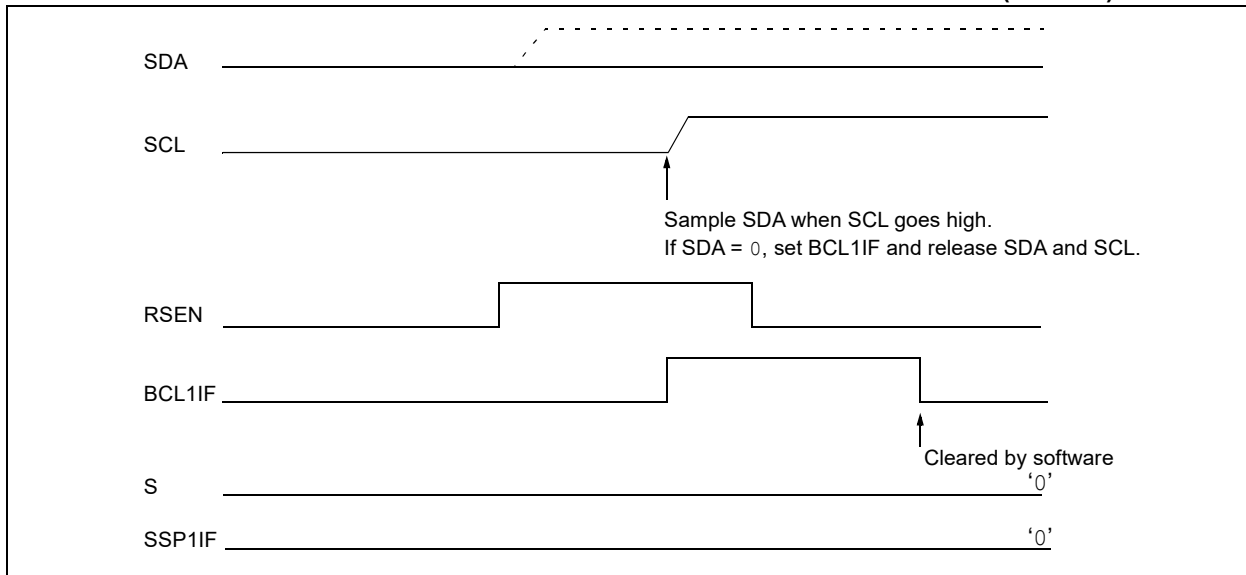 SDA
SCL
Sample SDA when SCL goes high.
If SDA = 0, set BCL1IF and release SDA and SCL.
RSEN
BCL1IF
Cleared by software
S
‘0’
SSP1IF
‘0’